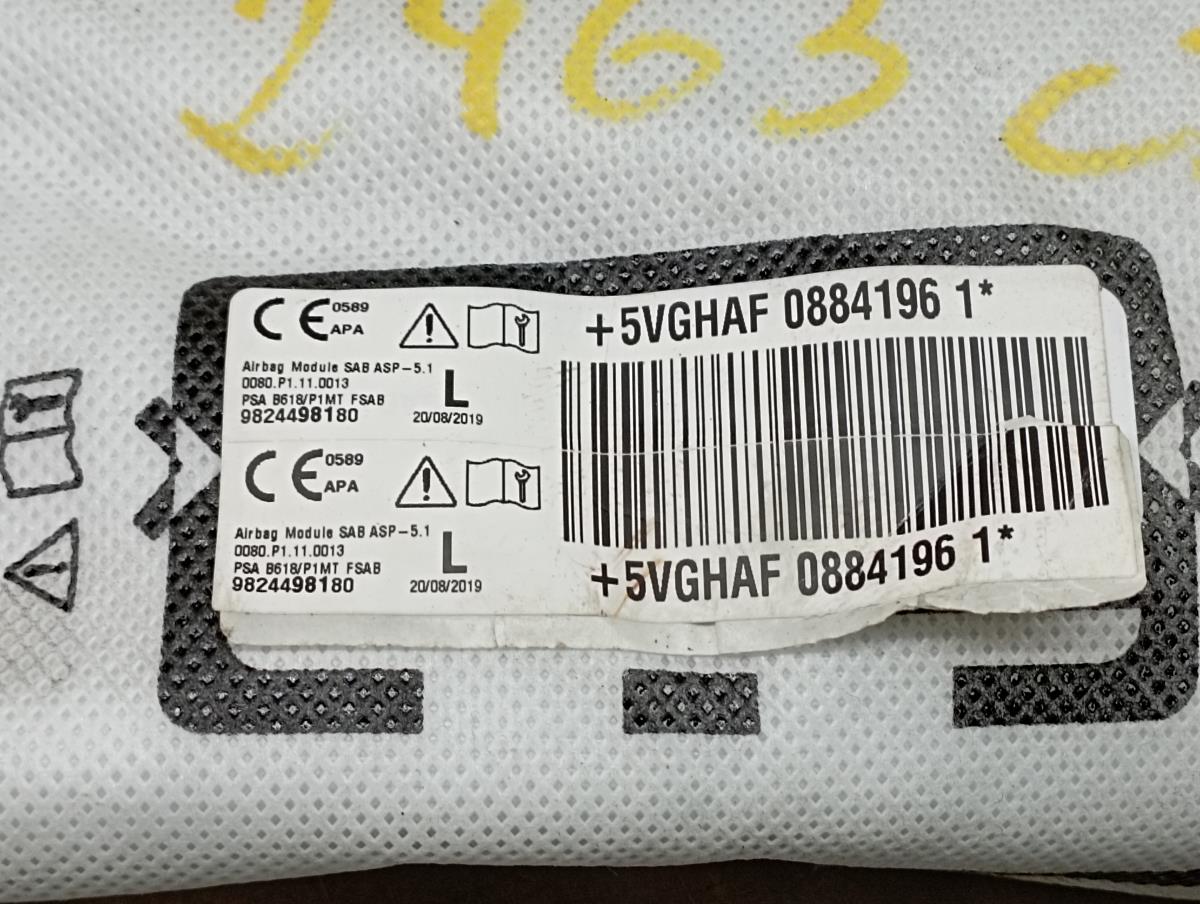 2463
CE 0589
APA
Airbag Module SAB ASP-5.1
0080.P1.11.0013
PSA B618/P1MT FSAB
9824498180
L
20/08/2019
+5VGHAF 0884196 1*
CE 0589
APA
Airbag Module SAB ASP-5.1
0080.P1.11.0013
PSA B618/P1MT FSAB
9824498180
L
20/08/2019
+5VGHAF 0884196 1*